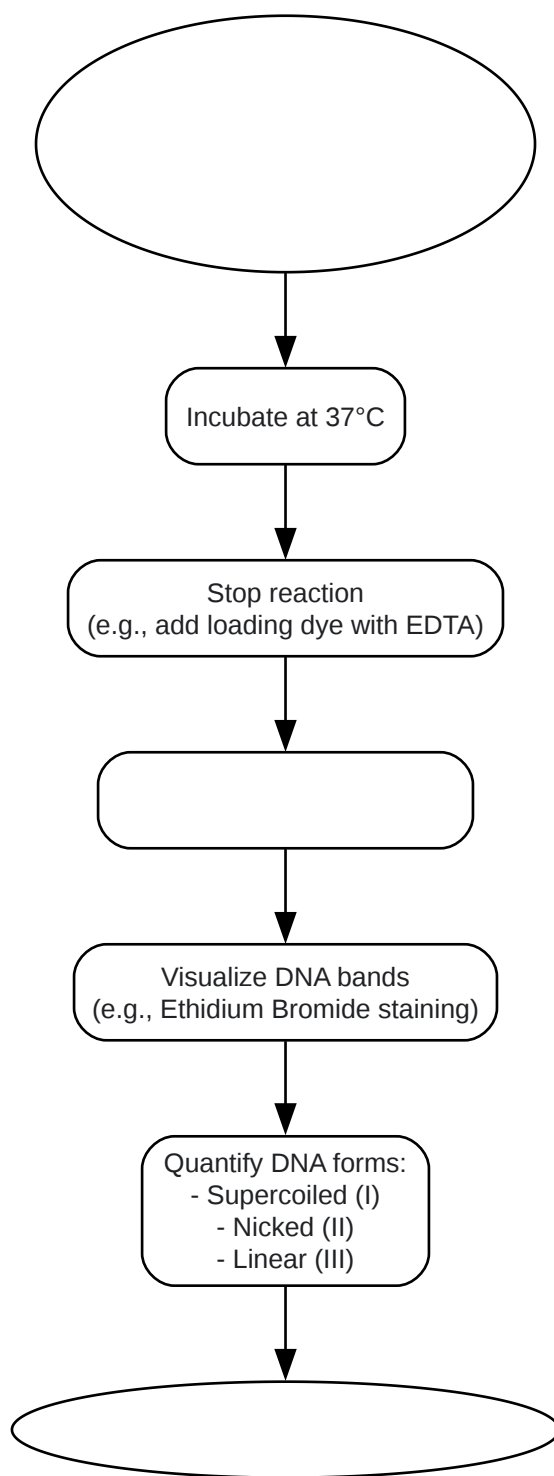 Incubate at 37°C
Stop reaction
(e.g., add loading dye with EDTA)
Visualize DNA bands
(e.g., Ethidium Bromide staining)
Quantify DNA forms:
- Supercoiled (I)
- Nicked (II)
- Linear (III)